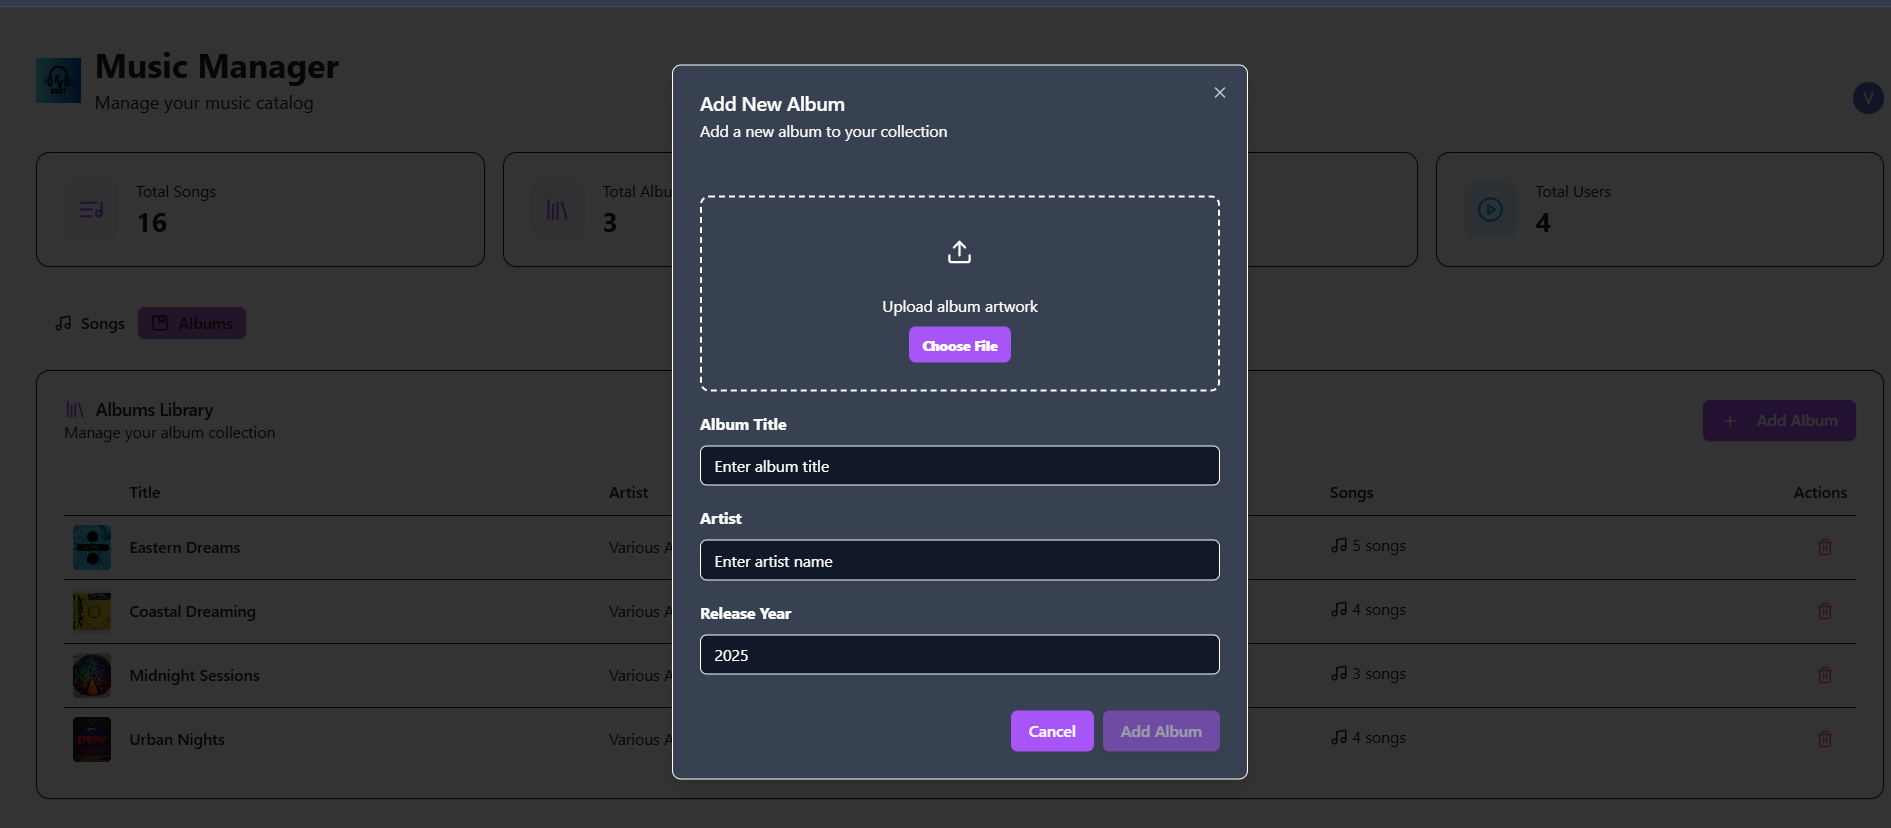 Music Manager
Manage your music catalog
V
Total Songs
16
Total Albu
3
Total Users
4
Songs
Albums
Albums Library
Manage your album collection
Add Album
Title
Artist
Songs
Actions
Eastern Dreams
Various A
5 songs
Coastal Dreaming
Various A
4 songs
Midnight Sessions
Various A
3 songs
Urban Nights
Various A
4 songs
Add New Album
Add a new album to your collection
Upload album artwork
Choose File
Album Title
Enter album title
Artist
Enter artist name
Release Year
2025
Cancel
Add Album